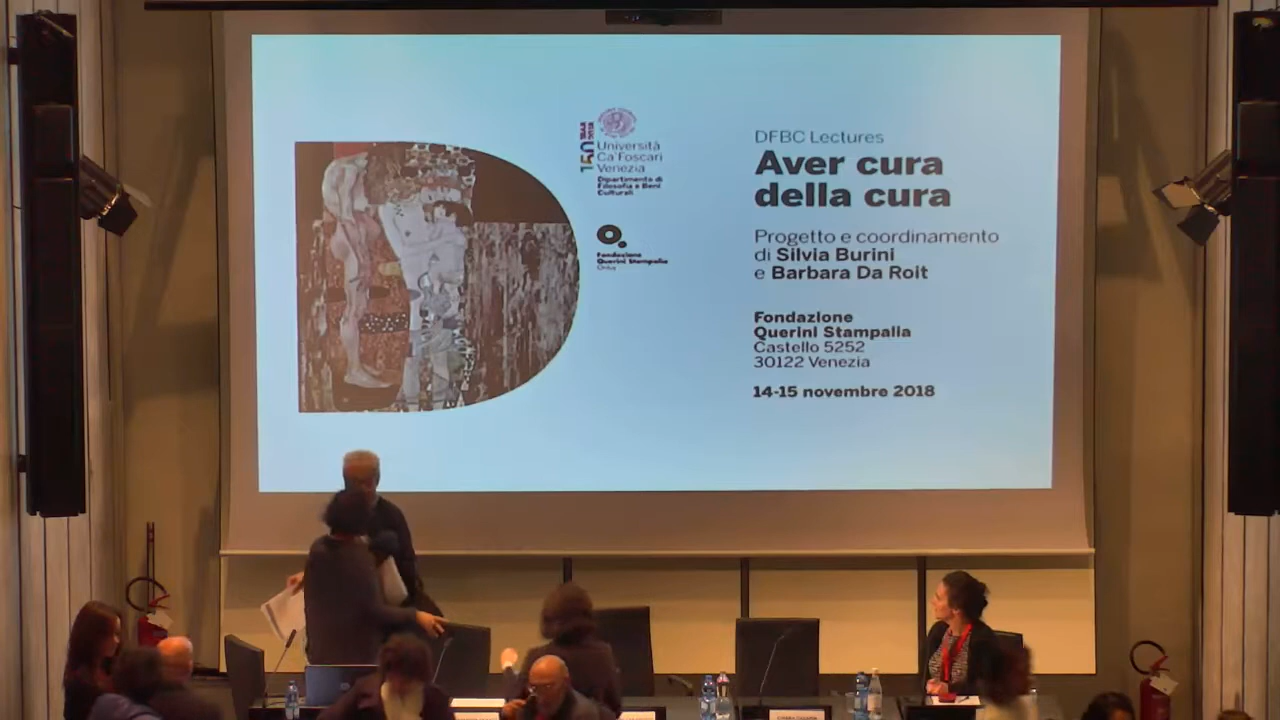 Università
Ca' Foscari
Venezia
Dipartimento di
Filosofia e Beni
Culturali
Fondazione
Querini Stampalia
Onlus
DFBC Lectures
Aver cura
della cura
Progetto e coordinamento
di Silvia Burini
e Barbara Da Roit
Fondazione
Querini Stampalia
Castello 5252
30122 Venezia
14-15 novembre 2018